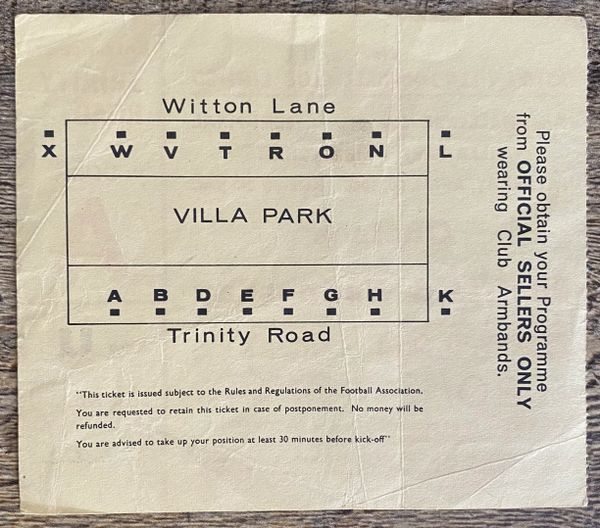 Witton Lane
X W V T R O N L
VILLA PARK
A B D E F G H K
Trinity Road
"This ticket is issued subject to the Rules and Regulations of the Football Association.
You are requested to retain this ticket in case of postponement. No money will be
refunded.
You are advised to take up your position at least 30 minutes before kick-off"
Please obtain your Programme
from OFFICIAL SELLERS ONLY
wearing Club Armbands.